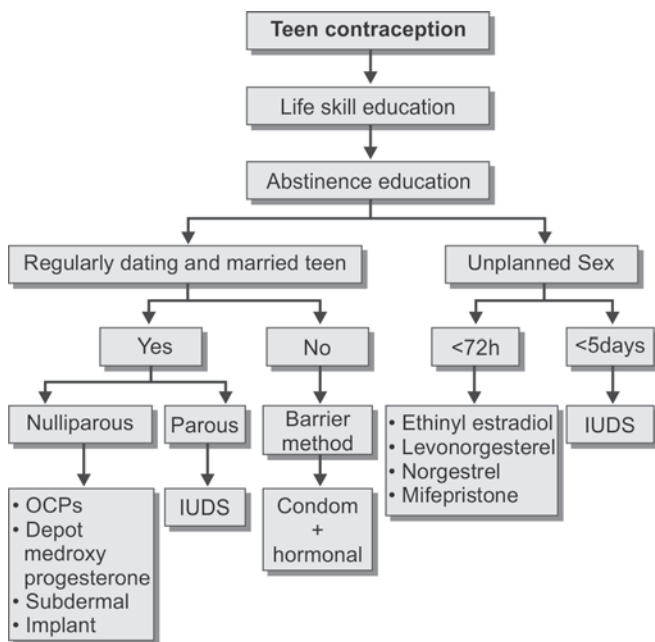 Teen contraception
Life skill education
Abstinence education
Regularly dating and married teen
Unplanned Sex
Yes
No
<72h
<5days
Nulliparous
Parous
Barrier
method
• Ethinyl estradiol
• Levonorgesterel
• Norgestrel
• Mifepristone
IUDS
• OCPs
• Depot
medroxy
progesterone
• Subdermal
• Implant
IUDS
Condom
+
hormonal